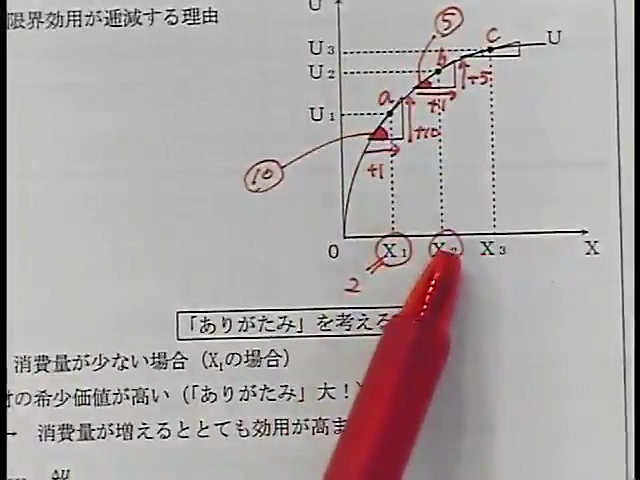 限界効用が逓減する理由
U
⑤
c
U
U₃
b
U₂
+5
a
+1
U₁
+10
10
+1
0
X₁
X₂
X₃
X
2
「ありがたみ」を考える
消費量が少ない場合（X₁の場合）
の希少価値が高い（「ありがたみ」大！）
→ 消費量が増えるととても効用が高ま
ΔU